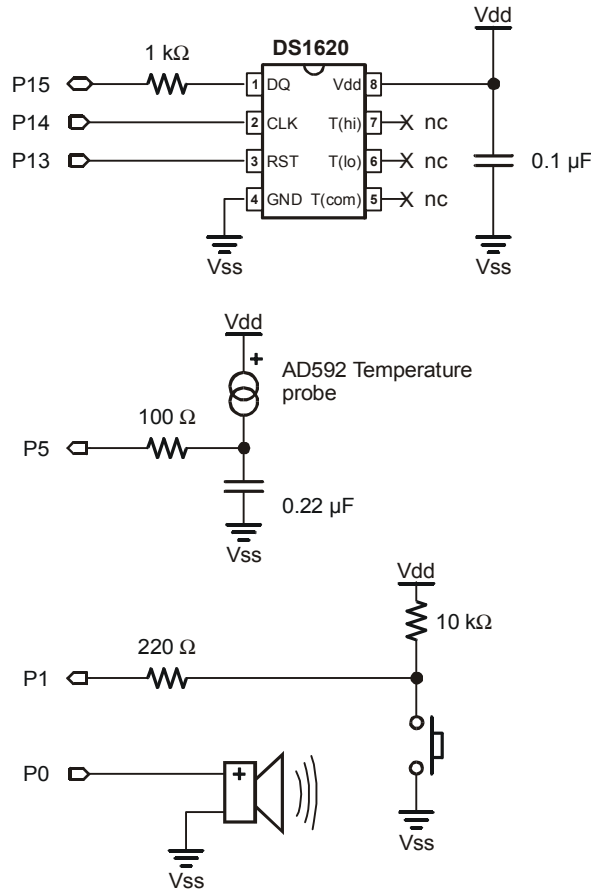 Vdd
1 kΩ
DS1620
P15
1 DQ Vdd 8
P14
2 CLK T(hi) 7 X nc
P13
3 RST T(lo) 6 X nc
0.1 µF
4 GND T(com) 5 X nc
Vss
Vss
Vdd
+
AD592 Temperature
probe
100 Ω
P5
0.22 µF
Vss
Vdd
10 kΩ
220 Ω
P1
P0
+
Vss
Vss